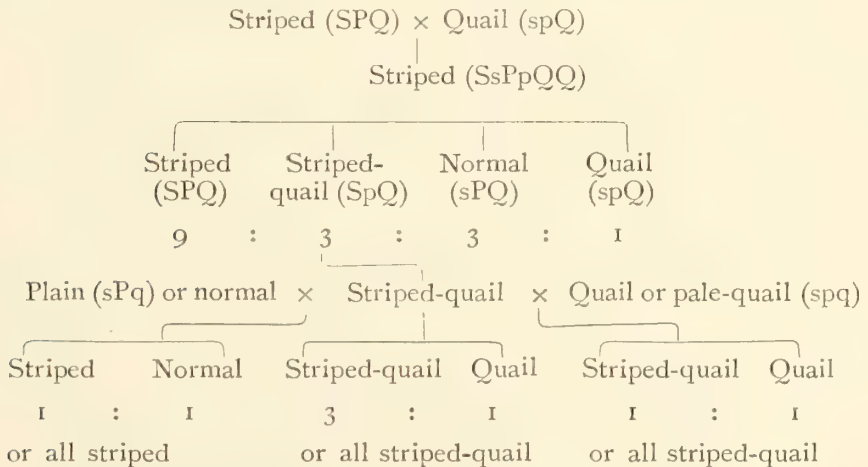 Striped (SPQ) × Quail (spQ)
Striped (SsPpQQ)
Striped Striped- Normal Quail
(SPQ) quail (SpQ) (sPQ) (spQ)
9 : 3 : 3 : 1
Plain (sPq) or normal × Striped-quail × Quail or pale-quail (spq)
Striped Normal Striped-quail Quail Striped-quail Quail
1 : 1 3 : 1 1 : 1
or all striped or all striped-quail or all striped-quail